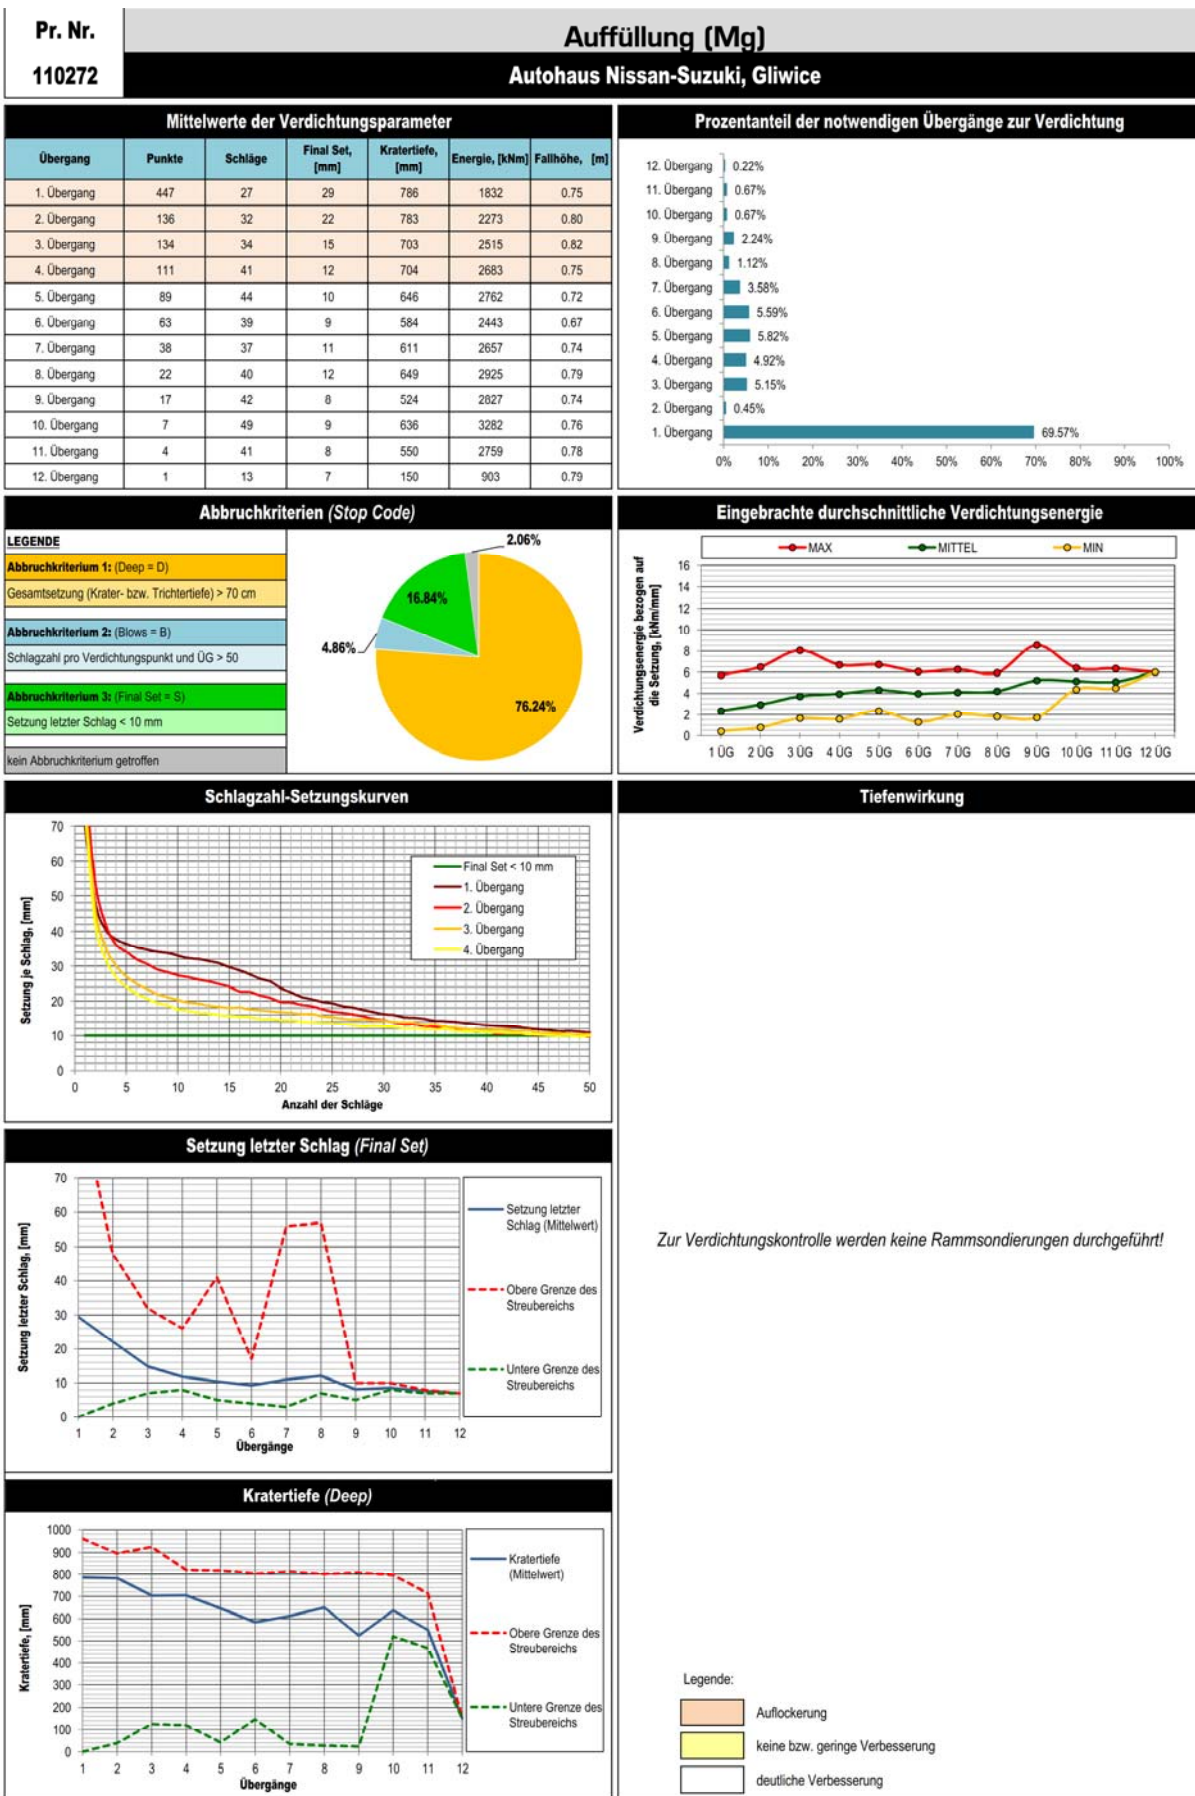 Pr. Nr.
110272
Auffüllung (Mg)
Autohaus Nissan-Suzuki, Gliwice
Mittelwerte der Verdichtungsparameter
Übergang Punkte Schläge Final Set, [mm] Kratertiefe, [mm] Energie, [kNm] Fallhöhe, [m]
1. Übergang 447 27 29 786 1832 0.75
2. Übergang 136 32 22 783 2273 0.80
3. Übergang 134 34 15 703 2515 0.82
4. Übergang 111 41 12 704 2683 0.75
5. Übergang 89 44 10 646 2762 0.72
6. Übergang 63 39 9 584 2443 0.67
7. Übergang 38 37 11 611 2657 0.74
8. Übergang 22 40 12 649 2925 0.79
9. Übergang 17 42 8 524 2827 0.74
10. Übergang 7 49 9 636 3282 0.76
11. Übergang 4 41 8 550 2759 0.78
12. Übergang 1 13 7 150 903 0.79
Prozentanteil der notwendigen Übergänge zur Verdichtung
12. Übergang 0.22%
11. Übergang 0.67%
10. Übergang 0.67%
9. Übergang 2.24%
8. Übergang 1.12%
7. Übergang 3.58%
6. Übergang 5.59%
5. Übergang 5.82%
4. Übergang 4.92%
3. Übergang 5.15%
2. Übergang 0.45%
1. Übergang 69.57%
0% 10% 20% 30% 40% 50% 60% 70% 80% 90% 100%
Abbruchkriterien (Stop Code)
LEGENDE
Abbruchkriterium 1: (Deep = D)
Gesamtsetzung (Krater- bzw. Trichtertiefe) > 70 cm
Abbruchkriterium 2: (Blows = B)
Schlagzahl pro Verdichtungspunkt und ÜG > 50
Abbruchkriterium 3: (Final Set = S)
Setzung letzter Schlag < 10 mm
kein Abbruchkriterium getroffen
2.06%
16.84%
4.86%
76.24%
Eingebrachte durchschnittliche Verdichtungsenergie
MAX MITTEL MIN
Verdichtungsenergie bezogen auf
die Setzung, [kNm/mm]
16
14
12
10
8
6
4
2
0
1 ÜG 2 ÜG 3 ÜG 4 ÜG 5 ÜG 6 ÜG 7 ÜG 8 ÜG 9 ÜG 10 ÜG 11 ÜG 12 ÜG
Schlagzahl-Setzungskurven
Setzung je Schlag, [mm]
70
60
50
40
30
20
10
0
0 5 10 15 20 25 30 35 40 45 50
Anzahl der Schläge
Final Set < 10 mm
1. Übergang
2. Übergang
3. Übergang
4. Übergang
Tiefenwirkung
Zur Verdichtungskontrolle werden keine Rammsondierungen durchgeführt!
Setzung letzter Schlag (Final Set)
Setzung letzter Schlag, [mm]
70
60
50
40
30
20
10
0
1 2 3 4 5 6 7 8 9 10 11 12
Übergänge
Setzung letzter
Schlag (Mittelwert)
Obere Grenze des
Streubereichs
Untere Grenze des
Streubereichs
Kratertiefe (Deep)
Kratertiefe, [mm]
1000
900
800
700
600
500
400
300
200
100
0
1 2 3 4 5 6 7 8 9 10 11 12
Übergänge
Kratertiefe
(Mittelwert)
Obere Grenze des
Streubereichs
Untere Grenze des
Streubereichs
Legende:
Auflockerung
keine bzw. geringe Verbesserung
deutliche Verbesserung